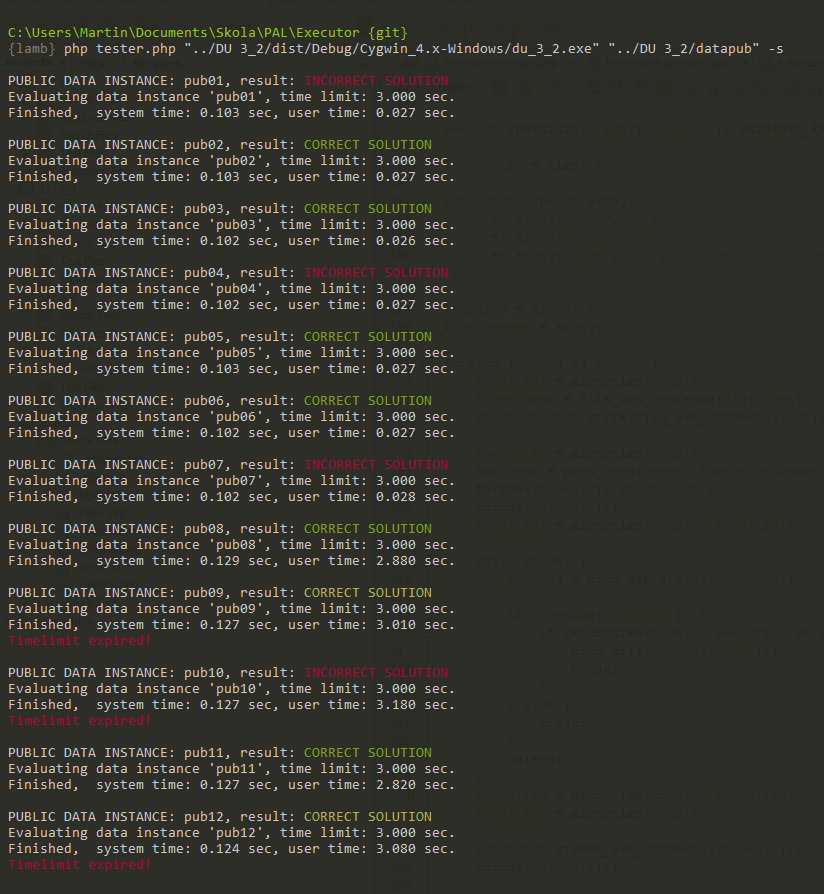 C:\Users\Martin\Documents\Skola\PAL\Executor {git}
{lamb} php tester.php "../DU 3_2/dist/Debug/Cygwin_4.x-Windows/du_3_2.exe" "../DU 3_2/datapub" -s
PUBLIC DATA INSTANCE: pub01, result: INCORRECT SOLUTION
Evaluating data instance 'pub01', time limit: 3.000 sec.
Finished,  system time: 0.103 sec, user time: 0.027 sec.
PUBLIC DATA INSTANCE: pub02, result: CORRECT SOLUTION
Evaluating data instance 'pub02', time limit: 3.000 sec.
Finished,  system time: 0.103 sec, user time: 0.027 sec.
PUBLIC DATA INSTANCE: pub03, result: CORRECT SOLUTION
Evaluating data instance 'pub03', time limit: 3.000 sec.
Finished,  system time: 0.102 sec, user time: 0.026 sec.
PUBLIC DATA INSTANCE: pub04, result: INCORRECT SOLUTION
Evaluating data instance 'pub04', time limit: 3.000 sec.
Finished,  system time: 0.102 sec, user time: 0.027 sec.
PUBLIC DATA INSTANCE: pub05, result: CORRECT SOLUTION
Evaluating data instance 'pub05', time limit: 3.000 sec.
Finished,  system time: 0.103 sec, user time: 0.027 sec.
PUBLIC DATA INSTANCE: pub06, result: CORRECT SOLUTION
Evaluating data instance 'pub06', time limit: 3.000 sec.
Finished,  system time: 0.102 sec, user time: 0.027 sec.
PUBLIC DATA INSTANCE: pub07, result: INCORRECT SOLUTION
Evaluating data instance 'pub07', time limit: 3.000 sec.
Finished,  system time: 0.102 sec, user time: 0.028 sec.
PUBLIC DATA INSTANCE: pub08, result: CORRECT SOLUTION
Evaluating data instance 'pub08', time limit: 3.000 sec.
Finished,  system time: 0.129 sec, user time: 2.880 sec.
PUBLIC DATA INSTANCE: pub09, result: CORRECT SOLUTION
Evaluating data instance 'pub09', time limit: 3.000 sec.
Finished,  system time: 0.127 sec, user time: 3.010 sec.
Timelimit expired!
PUBLIC DATA INSTANCE: pub10, result: INCORRECT SOLUTION
Evaluating data instance 'pub10', time limit: 3.000 sec.
Finished,  system time: 0.127 sec, user time: 3.180 sec.
Timelimit expired!
PUBLIC DATA INSTANCE: pub11, result: CORRECT SOLUTION
Evaluating data instance 'pub11', time limit: 3.000 sec.
Finished,  system time: 0.127 sec, user time: 2.820 sec.
PUBLIC DATA INSTANCE: pub12, result: CORRECT SOLUTION
Evaluating data instance 'pub12', time limit: 3.000 sec.
Finished,  system time: 0.124 sec, user time: 3.080 sec.
Timelimit expired!